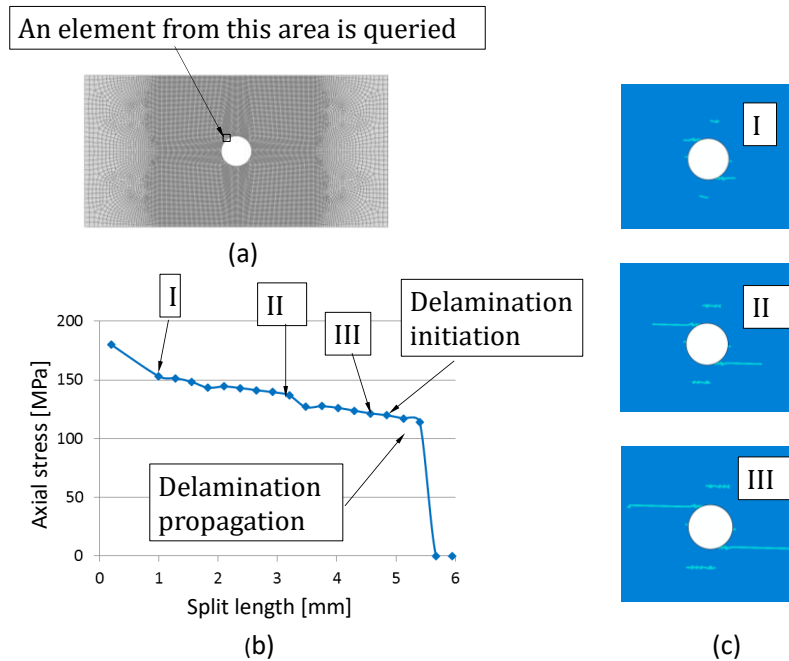 An element from this area is queried
(a)
I
II
III
Delamination
initiation
200
150
100
50
0
Axial stress [MPa]
Delamination
propagation
0
1
2
3
4
5
6
Split length [mm]
(b)
I
II
III
(c)